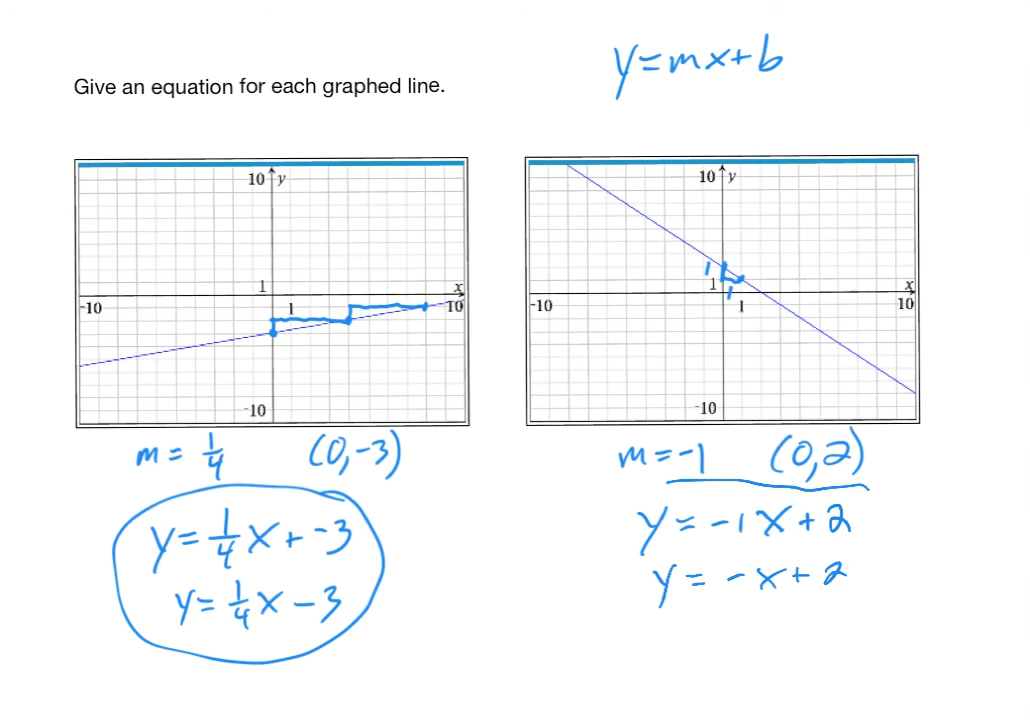 y=mx+b
Give an equation for each graphed line.
10 y
1
x
-10
1
10
-10
m = 1/4 (0,-3)
y = 1/4 x + -3
y = 1/4 x - 3
10 y
1
1
x
-10
1
1
10
-10
m = -1 (0,2)
y = -1x + 2
y = -x + 2